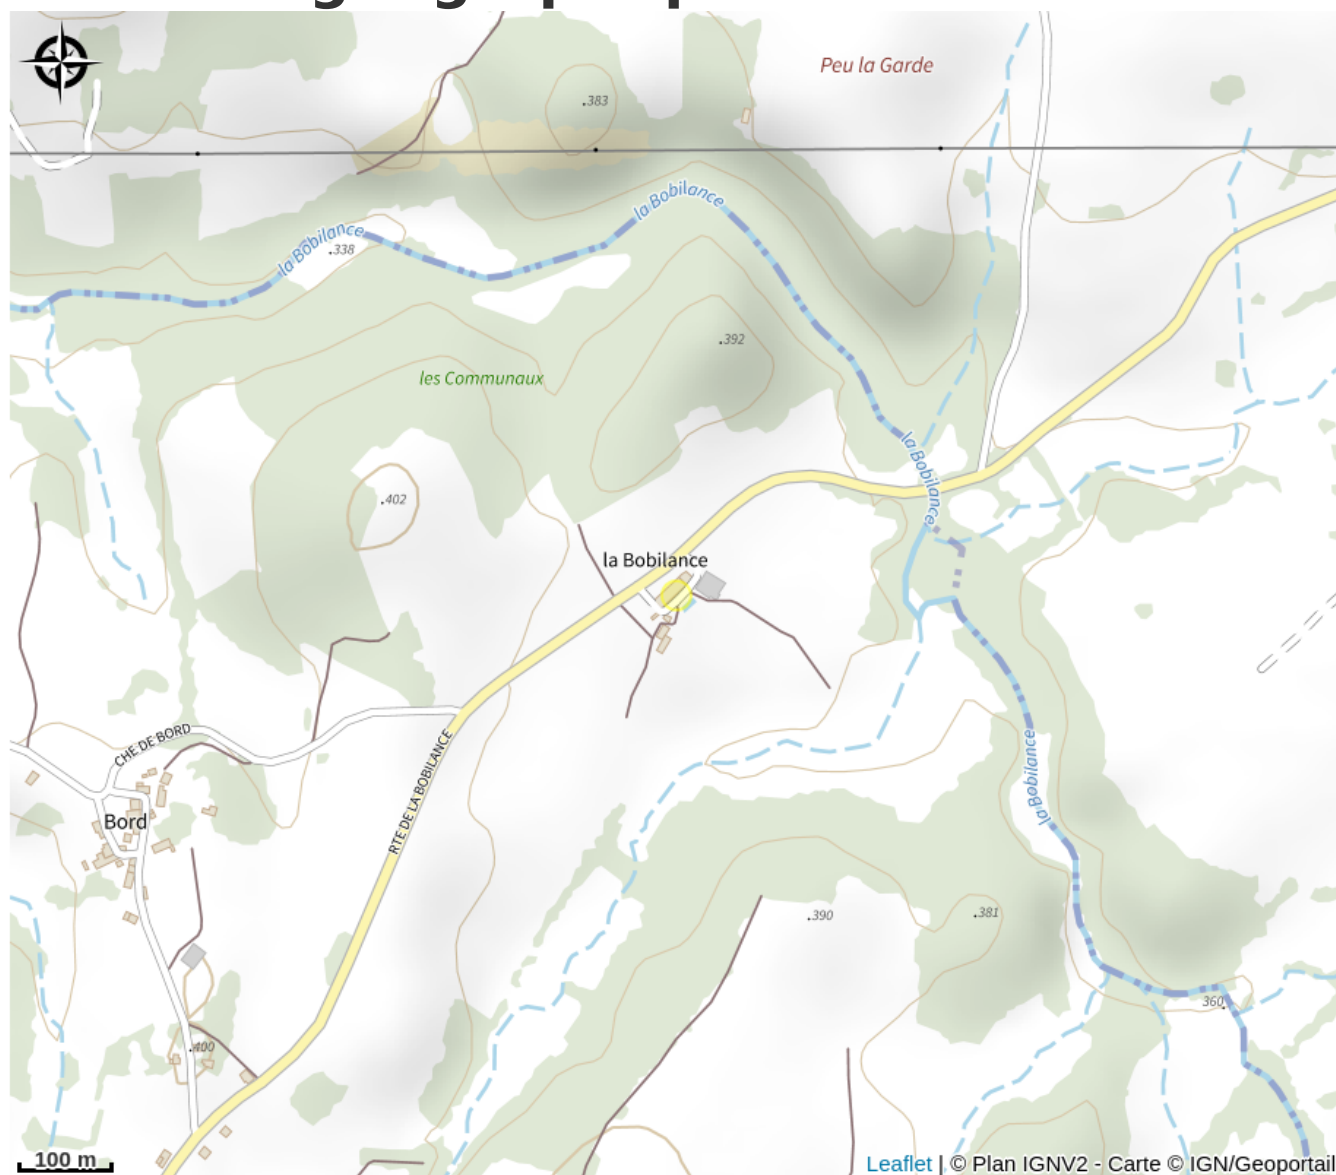 Peu la Garde
.383
la Bobilance
la Bobilance
.338
.392
les Communaux
la Bobilance
.402
la Bobilance
CHE DE BORD
RTE DE LA BOBILANCE
la Bobilance
Bord
.390
.381
360
.400
100 m
Leaflet | © Plan IGNV2 - Carte © IGN/Geoportail